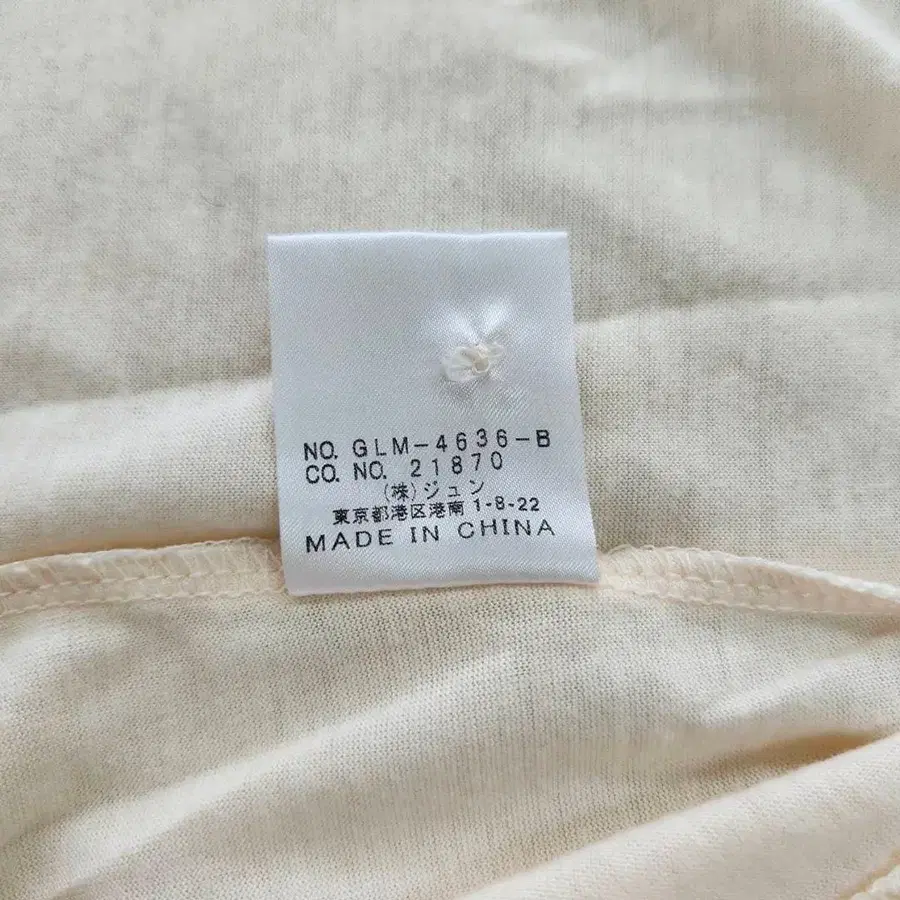 NO. GLM-4636-B
CO. NO. 21870
(株)ジュン
東京都港区港南1-8-22
MADE IN CHINA